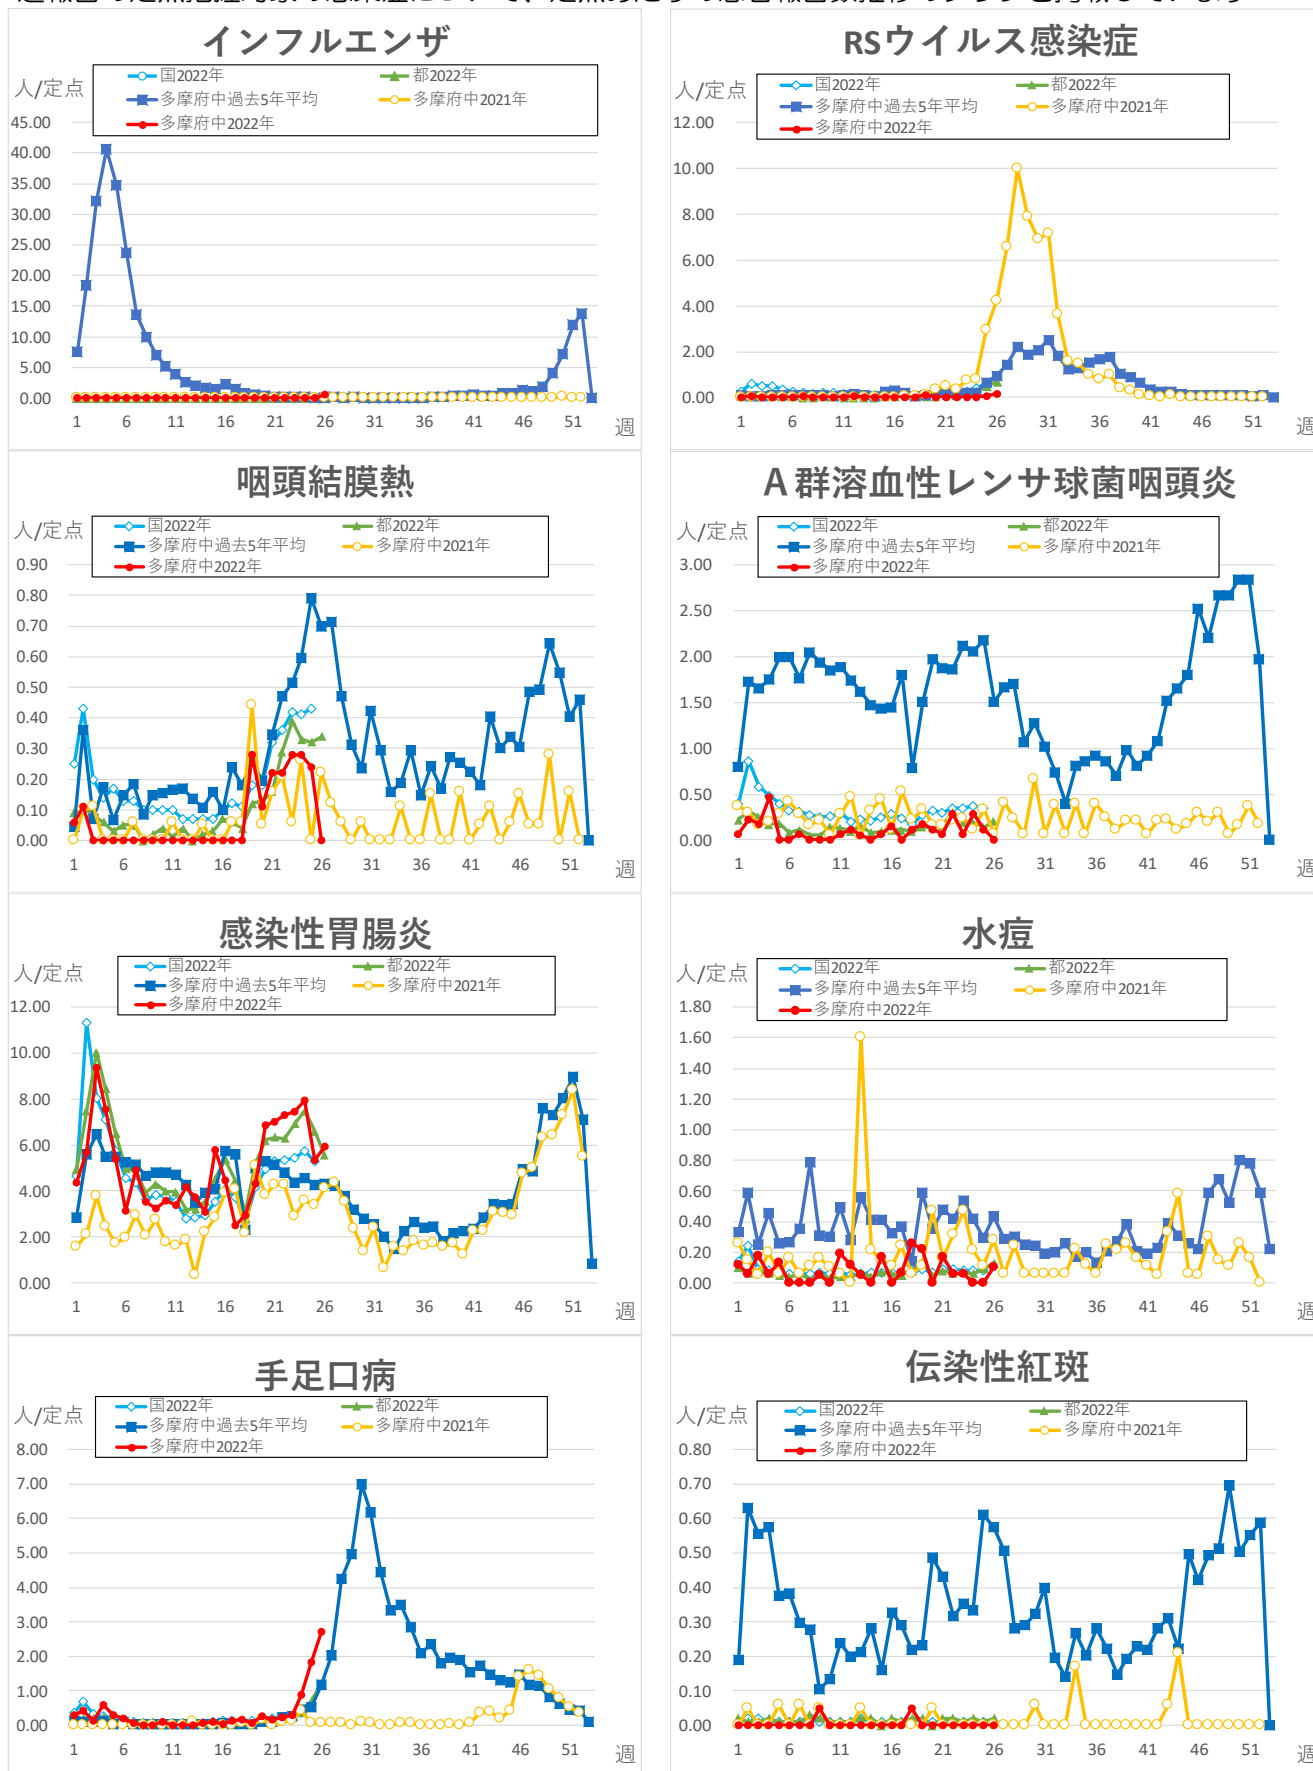 インフルエンザ
人/定点
国2022年
都2022年
多摩府中過去5年平均
多摩府中2021年
多摩府中2022年
45.00
40.00
35.00
30.00
25.00
20.00
15.00
10.00
5.00
0.00
1 6 11 16 21 26 31 36 41 46 51 週
RSウイルス感染症
人/定点
国2022年
都2022年
多摩府中過去5年平均
多摩府中2021年
多摩府中2022年
12.00
10.00
8.00
6.00
4.00
2.00
0.00
1 6 11 16 21 26 31 36 41 46 51 週
咽頭結膜熱
人/定点
国2022年
都2022年
多摩府中過去5年平均
多摩府中2021年
多摩府中2022年
0.90
0.80
0.70
0.60
0.50
0.40
0.30
0.20
0.10
0.00
1 6 11 16 21 26 31 36 41 46 51 週
A群溶血性レンサ球菌咽頭炎
人/定点
国2022年
都2022年
多摩府中過去5年平均
多摩府中2021年
多摩府中2022年
3.00
2.50
2.00
1.50
1.00
0.50
0.00
1 6 11 16 21 26 31 36 41 46 51 週
感染性胃腸炎
人/定点
国2022年
都2022年
多摩府中過去5年平均
多摩府中2021年
多摩府中2022年
12.00
10.00
8.00
6.00
4.00
2.00
0.00
1 6 11 16 21 26 31 36 41 46 51 週
水痘
人/定点
国2022年
都2022年
多摩府中過去5年平均
多摩府中2021年
多摩府中2022年
1.80
1.60
1.40
1.20
1.00
0.80
0.60
0.40
0.20
0.00
1 6 11 16 21 26 31 36 41 46 51 週
手足口病
人/定点
国2022年
都2022年
多摩府中過去5年平均
多摩府中2021年
多摩府中2022年
8.00
7.00
6.00
5.00
4.00
3.00
2.00
1.00
0.00
1 6 11 16 21 26 31 36 41 46 51 週
伝染性紅斑
人/定点
国2022年
都2022年
多摩府中過去5年平均
多摩府中2021年
多摩府中2022年
0.80
0.70
0.60
0.50
0.40
0.30
0.20
0.10
0.00
1 6 11 16 21 26 31 36 41 46 51 週